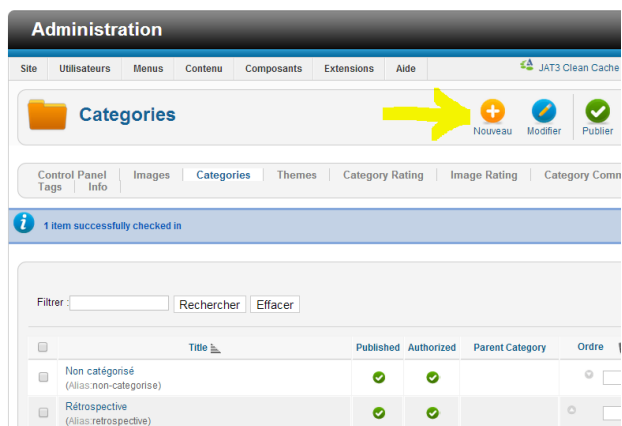 Administration
Site Utilisateurs Menus Contenu Composants Extensions Aide JAT3 Clean Cache
Categories
Nouveau Modifier Publier
Control Panel Images Categories Themes Category Rating Image Rating Category Comm
Tags Info
1 item successfully checked in
Filtrer : Rechercher Effacer
Title Published Authorized Parent Category Ordre
Non catégorisé
(Alias:non-categorise)
Rétrospective
(Alias:retrospective)